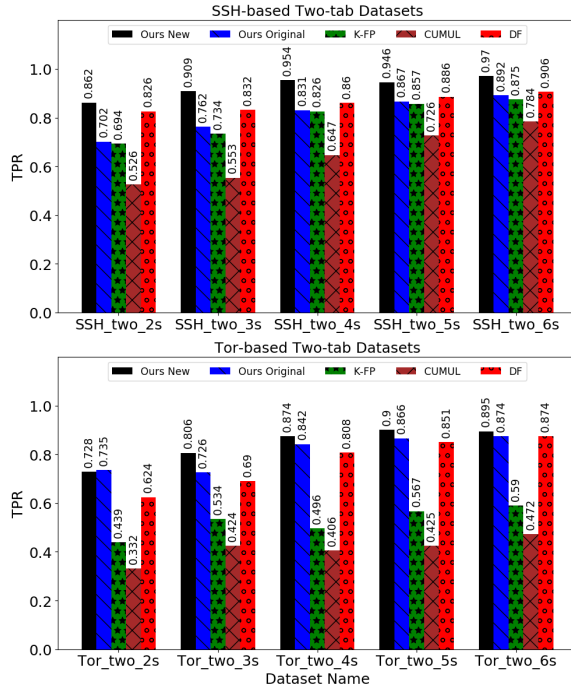 SSH-based Two-tab Datasets
Ours New Ours Original K-FP CUMUL DF
TPR
1.0
0.8
0.6
0.4
0.2
0.0
0.862 0.702 0.694 0.526 0.826
0.909 0.762 0.734 0.553 0.832
0.954 0.831 0.826 0.647 0.86
0.946 0.867 0.857 0.726 0.886
0.97 0.892 0.875 0.784 0.906
SSH_two_2s SSH_two_3s SSH_two_4s SSH_two_5s SSH_two_6s
Tor-based Two-tab Datasets
Ours New Ours Original K-FP CUMUL DF
TPR
1.0
0.8
0.6
0.4
0.2
0.0
0.728 0.735 0.439 0.332 0.624
0.806 0.726 0.534 0.424 0.69
0.874 0.842 0.496 0.406 0.808
0.9 0.866 0.567 0.425 0.851
0.895 0.874 0.59 0.472 0.874
Tor_two_2s Tor_two_3s Tor_two_4s Tor_two_5s Tor_two_6s
Dataset Name